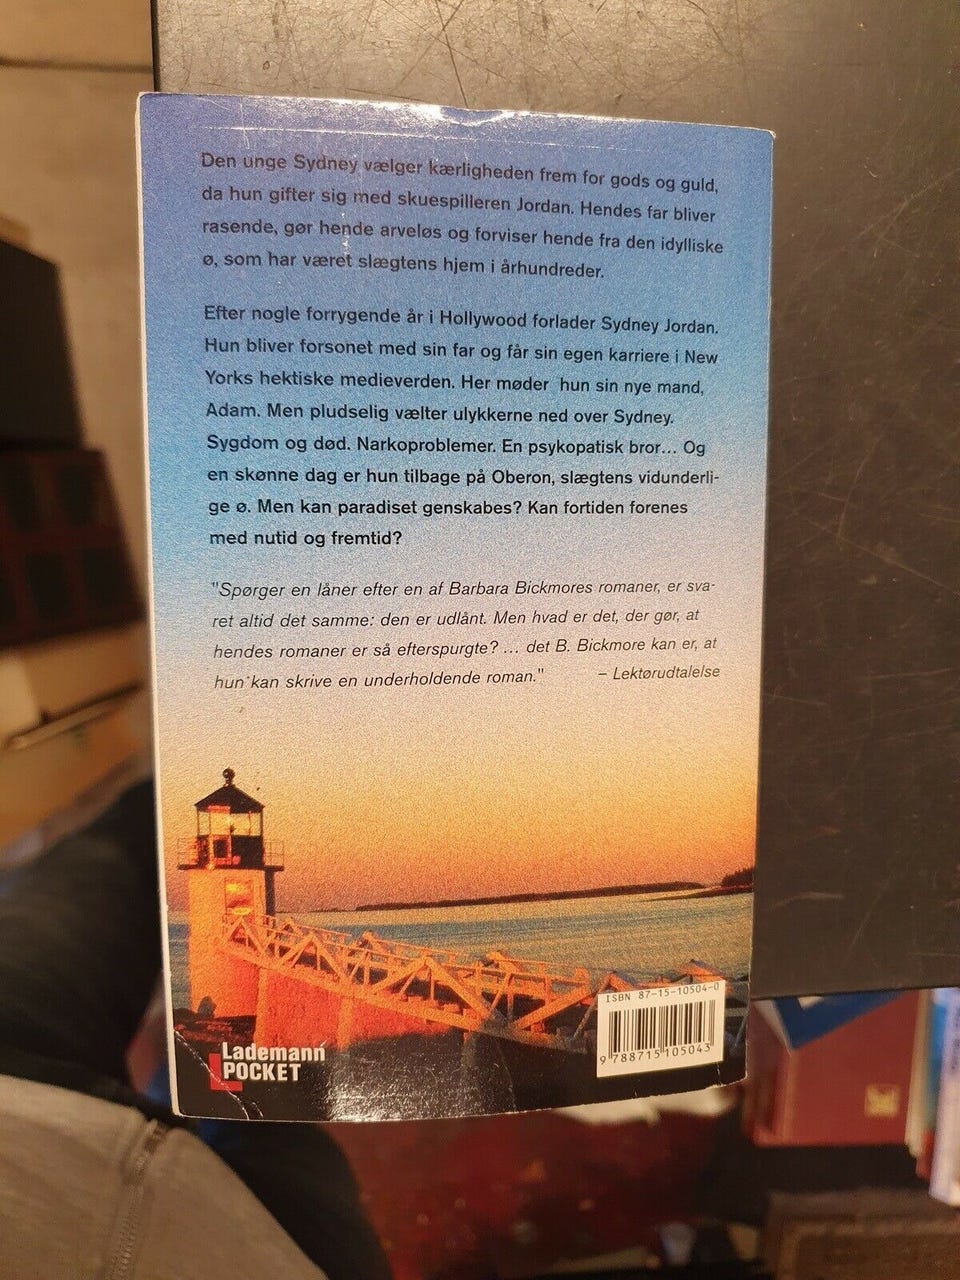 Den unge Sydney vælger kærligheden frem for gods og guld,
da hun gifter sig med skuespilleren Jordan. Hendes far bliver
rasende, gør hende arveløs og forviser hende fra den idylliske
ø, som har været slægtens hjem i århundreder.
Efter nogle forrygende år i Hollywood forlader Sydney Jordan.
Hun bliver forsonet med sin far og får sin egen karriere i New
Yorks hektiske medieverden. Her møder hun sin nye mand,
Adam. Men pludselig vælter ulykkerne ned over Sydney.
Sygdom og død. Narkoproblemer. En psykopatisk bror... Og
en skønne dag er hun tilbage på Oberon, slægtens vidunderli-
ge ø. Men kan paradiset genskabes? Kan fortiden forenes
med nutid og fremtid?
"Spørger en låner efter en af Barbara Bickmores romaner, er sva-
ret altid det samme: den er udlånt. Men hvad er det, der gør, at
hendes romaner er så efterspurgte? ... det B. Bickmore kan er, at
hun kan skrive en underholdende roman." – Lektørudtalelse
ISBN 87-15-10504-0
9 788715 105043
Lademann
POCKET